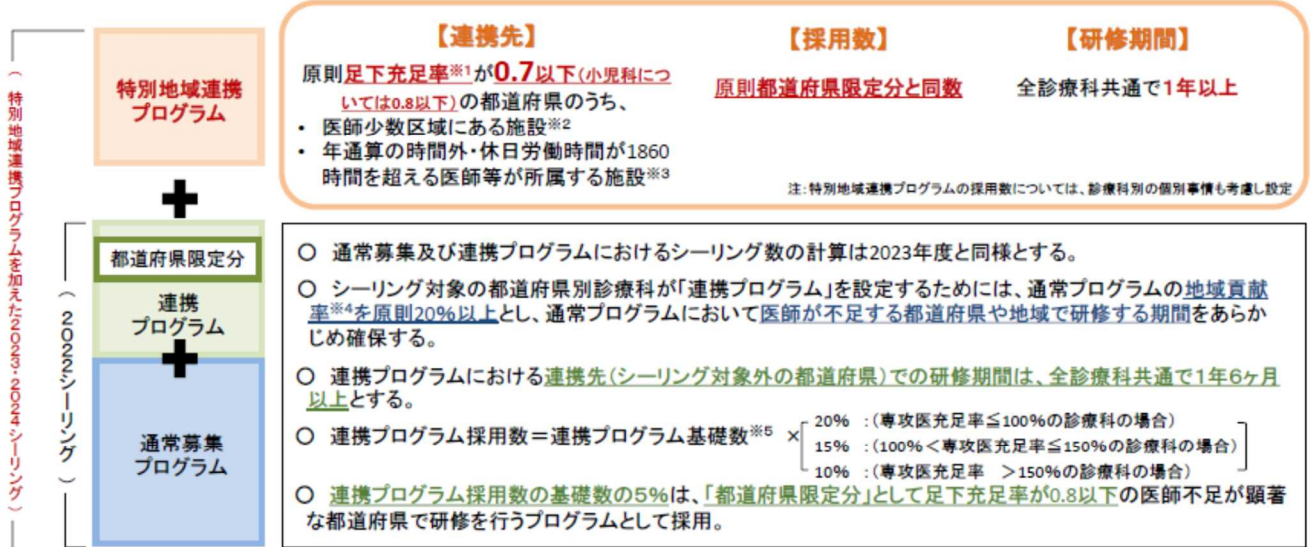 （特別地域連携プログラムを加えた2023・2024シーリング）
特別地域連携
プログラム
【連携先】
原則足下充足率※1が0.7以下（小児科につ
いては0.8以下）の都道府県のうち、
・ 医師少数区域にある施設※2
・ 年通算の時間外・休日労働時間が1860
時間を超える医師等が所属する施設※3
【採用数】
原則都道府県限定分と同数
【研修期間】
全診療科共通で1年以上
注：特別地域連携プログラムの採用数については、診療科別の個別事情も考慮し設定
（2022シーリング）
都道府県限定分
連携
プログラム
通常募集
プログラム
〇 通常募集及び連携プログラムにおけるシーリング数の計算は2023年度と同様とする。
〇 シーリング対象の都道府県別診療科が「連携プログラム」を設定するためには、通常プログラムの地域貢献
率※4を原則20%以上とし、通常プログラムにおいて医師が不足する都道府県や地域で研修する期間をあらか
じめ確保する。
〇 連携プログラムにおける連携先（シーリング対象外の都道府県）での研修期間は、全診療科共通で1年6ヶ月
以上とする。
〇 連携プログラム採用数＝連携プログラム基礎数※5 ×
20% ：（専攻医充足率≦100%の診療科の場合）
15% ：（100%＜専攻医充足率≦150%の診療科の場合）
10% ：（専攻医充足率 ＞150%の診療科の場合）
〇 連携プログラム採用数の基礎数の5%は、「都道府県限定分」として足下充足率が0.8以下の医師不足が顕著
な都道府県で研修を行うプログラムとして採用。